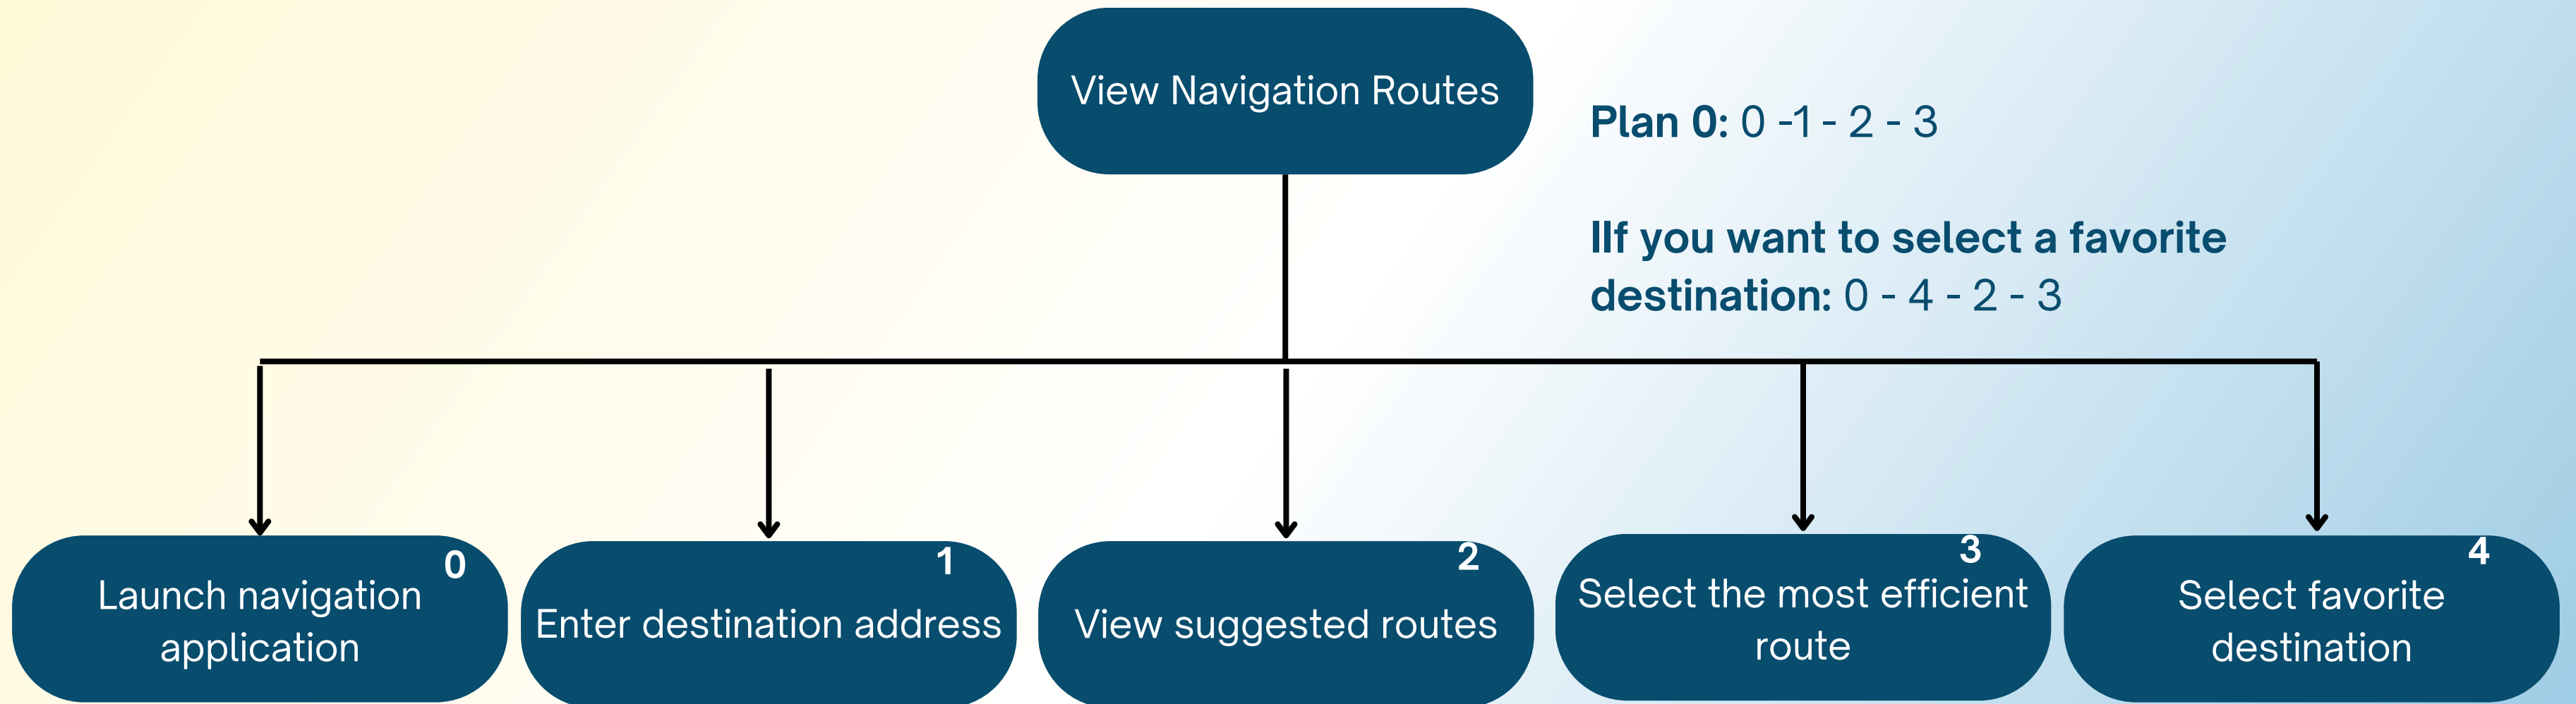 View Navigation Routes
Plan 0: 0 -1 - 2 - 3
IIf you want to select a favorite
destination: 0 - 4 - 2 - 3
0
Launch navigation
application
1
Enter destination address
2
View suggested routes
3
Select the most efficient
route
4
Select favorite
destination